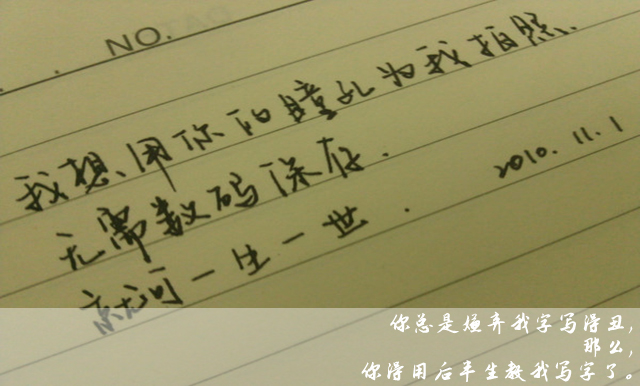 NO.
我想用你的瞳孔为我拍照.
无需数码保存.
就可一生一世.
2010.11.1
你总是嫌弃我字写得丑,
那么,
你得用后半生教我写字了。